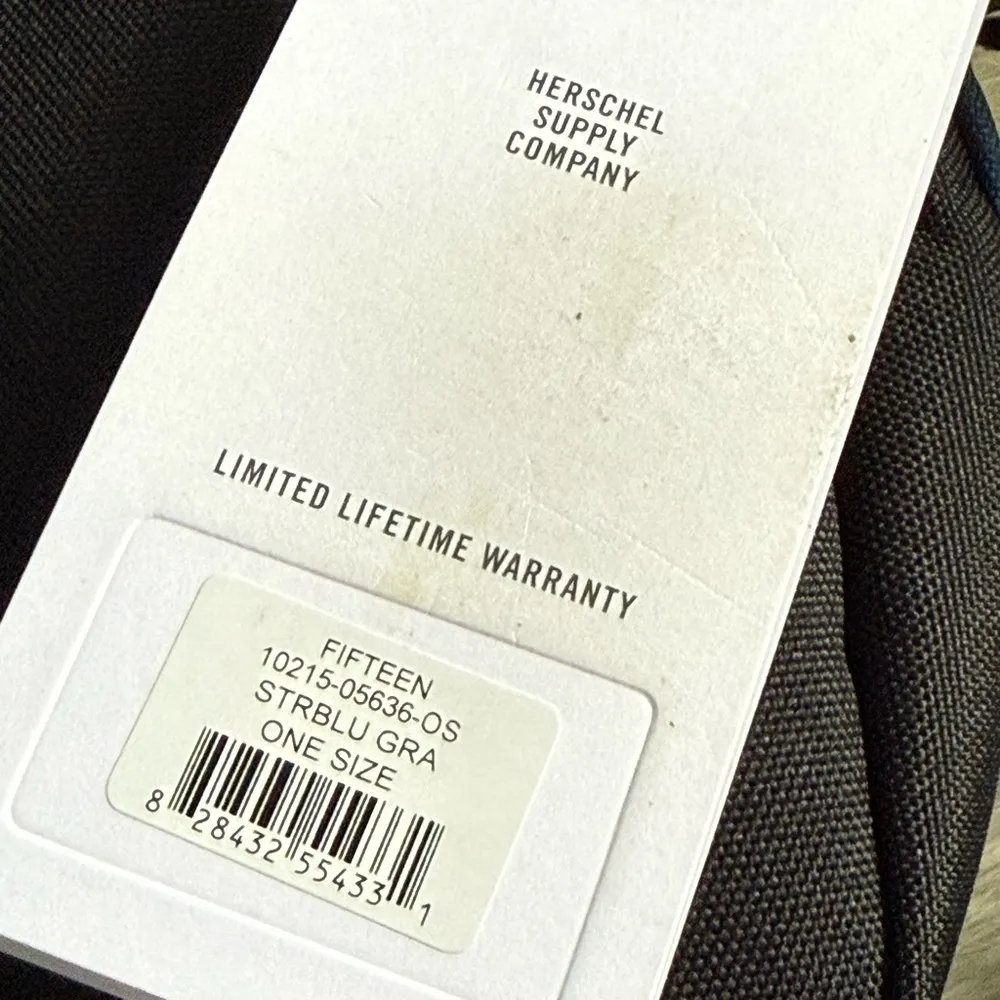 HERSCHEL
SUPPLY
COMPANY
LIMITED LIFETIME WARRANTY
FIFTEEN
10215-05636-OS
STRBLU GRA
ONE SIZE
8 28432 55433 1